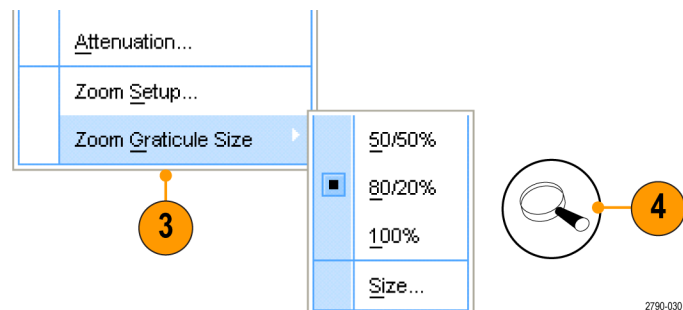 Attenuation...
Zoom Setup...
Zoom Graticule Size
50/50%
80/20%
100%
Size...
3
4
2790-030